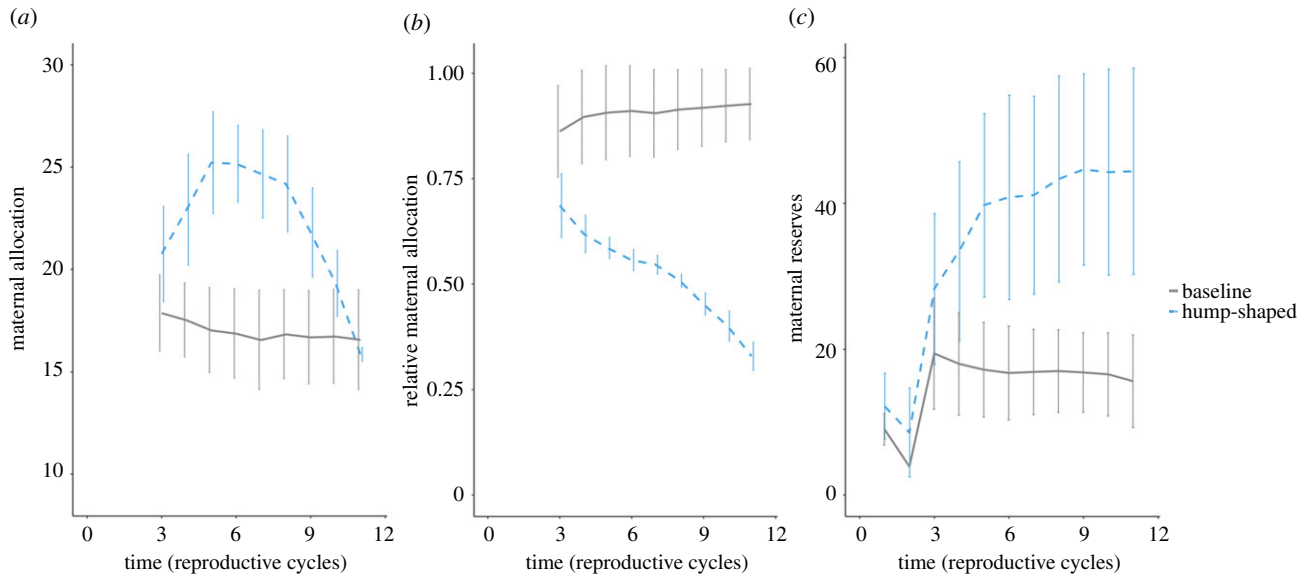 (a)
30
25
20
15
10
maternal allocation
0 3 6 9 12
time (reproductive cycles)
(b)
1.00
0.75
0.50
0.25
0
relative maternal allocation
0 3 6 9 12
time (reproductive cycles)
(c)
60
40
20
0
maternal reserves
0 3 6 9 12
time (reproductive cycles)
baseline
hump-shaped